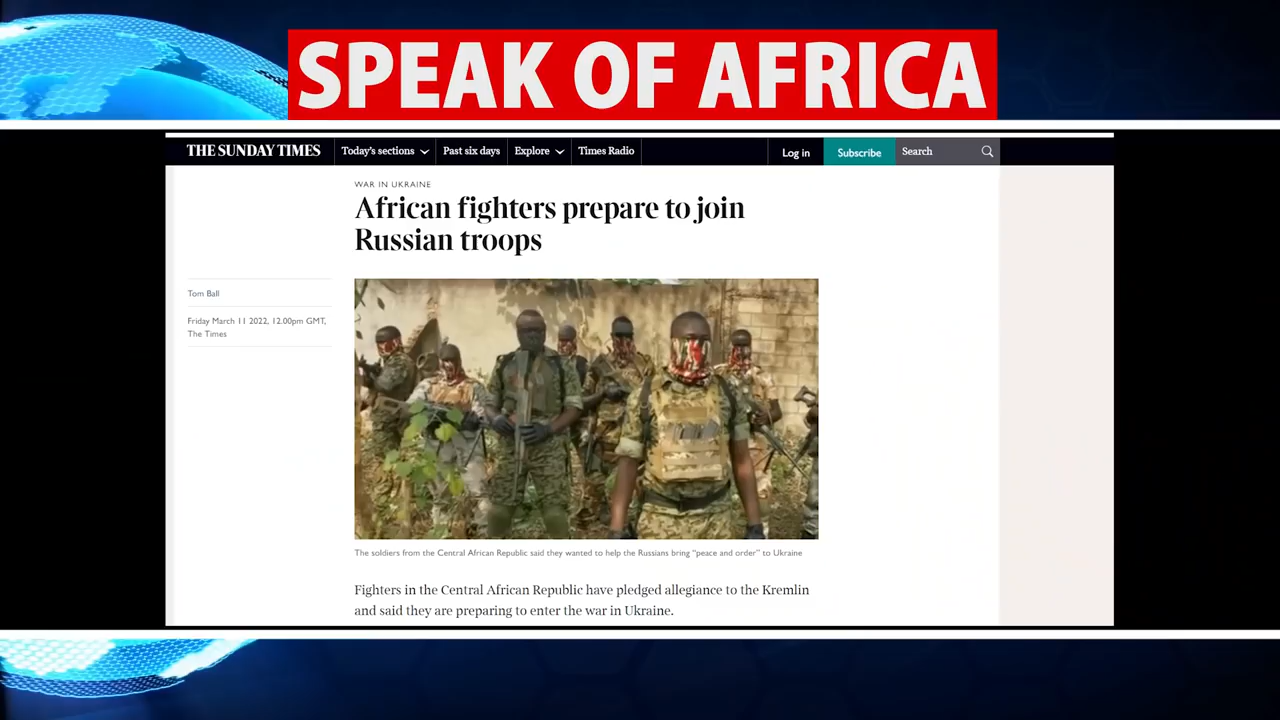 SPEAK OF AFRICA
THE SUNDAY TIMES Today's sections Past six days Explore Times Radio Log in Subscribe Search
WAR IN UKRAINE
African fighters prepare to join
Russian troops
Tom Ball
Friday March 11 2022, 12.00pm GMT,
The Times
The soldiers from the Central African Republic said they wanted to help the Russians bring “peace and order” to Ukraine
Fighters in the Central African Republic have pledged allegiance to the Kremlin
and said they are preparing to enter the war in Ukraine.